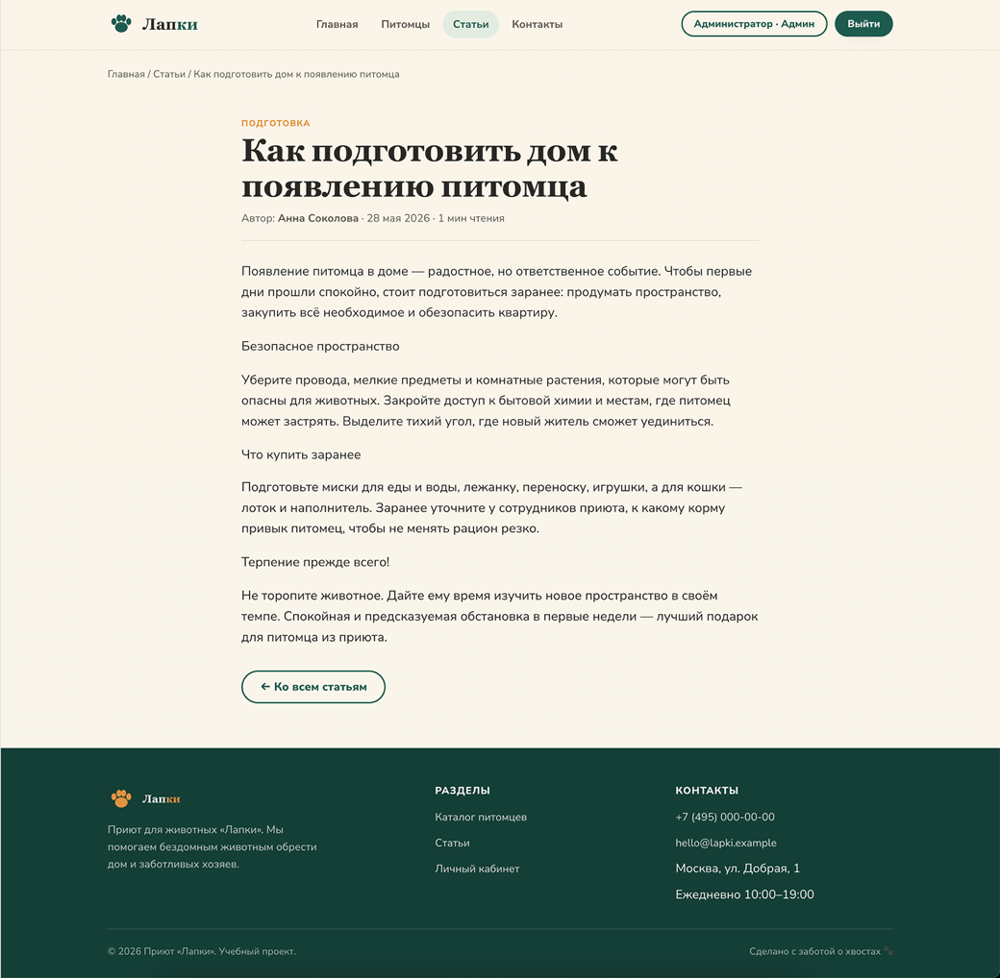 Лапки
Главная
Питомцы
Статьи
Контакты
Администратор · Админ
Выйти
Главная / Статьи / Как подготовить дом к появлению питомца
ПОДГОТОВКА
Как подготовить дом к
появлению питомца
Автор: Анна Соколова · 28 мая 2026 · 1 мин чтения
Появление питомца в доме — радостное, но ответственное событие. Чтобы первые
дни прошли спокойно, стоит подготовиться заранее: продумать пространство,
закупить всё необходимое и обезопасить квартиру.
Безопасное пространство
Уберите провода, мелкие предметы и комнатные растения, которые могут быть
опасны для животных. Закройте доступ к бытовой химии и местам, где питомец
может застрять. Выделите тихий угол, где новый житель сможет уединиться.
Что купить заранее
Подготовьте миски для еды и воды, лежанку, переноску, игрушки, а для кошки —
лоток и наполнитель. Заранее уточните у сотрудников приюта, к какому корму
привык питомец, чтобы не менять рацион резко.
Терпение прежде всего!
Не торопите животное. Дайте ему время изучить новое пространство в своём
темпе. Спокойная и предсказуемая обстановка в первые недели — лучший подарок
для питомца из приюта.
← Ко всем статьям
Лапки
Приют для животных «Лапки». Мы
помогаем бездомным животным обрести
дом и заботливых хозяев.
РАЗДЕЛЫ
Каталог питомцев
Статьи
Личный кабинет
КОНТАКТЫ
+7 (495) 000-00-00
hello@lapki.example
Москва, ул. Добрая, 1
Ежедневно 10:00–19:00
© 2026 Приют «Лапки». Учебный проект.
Сделано с заботой о хвостах 🐾